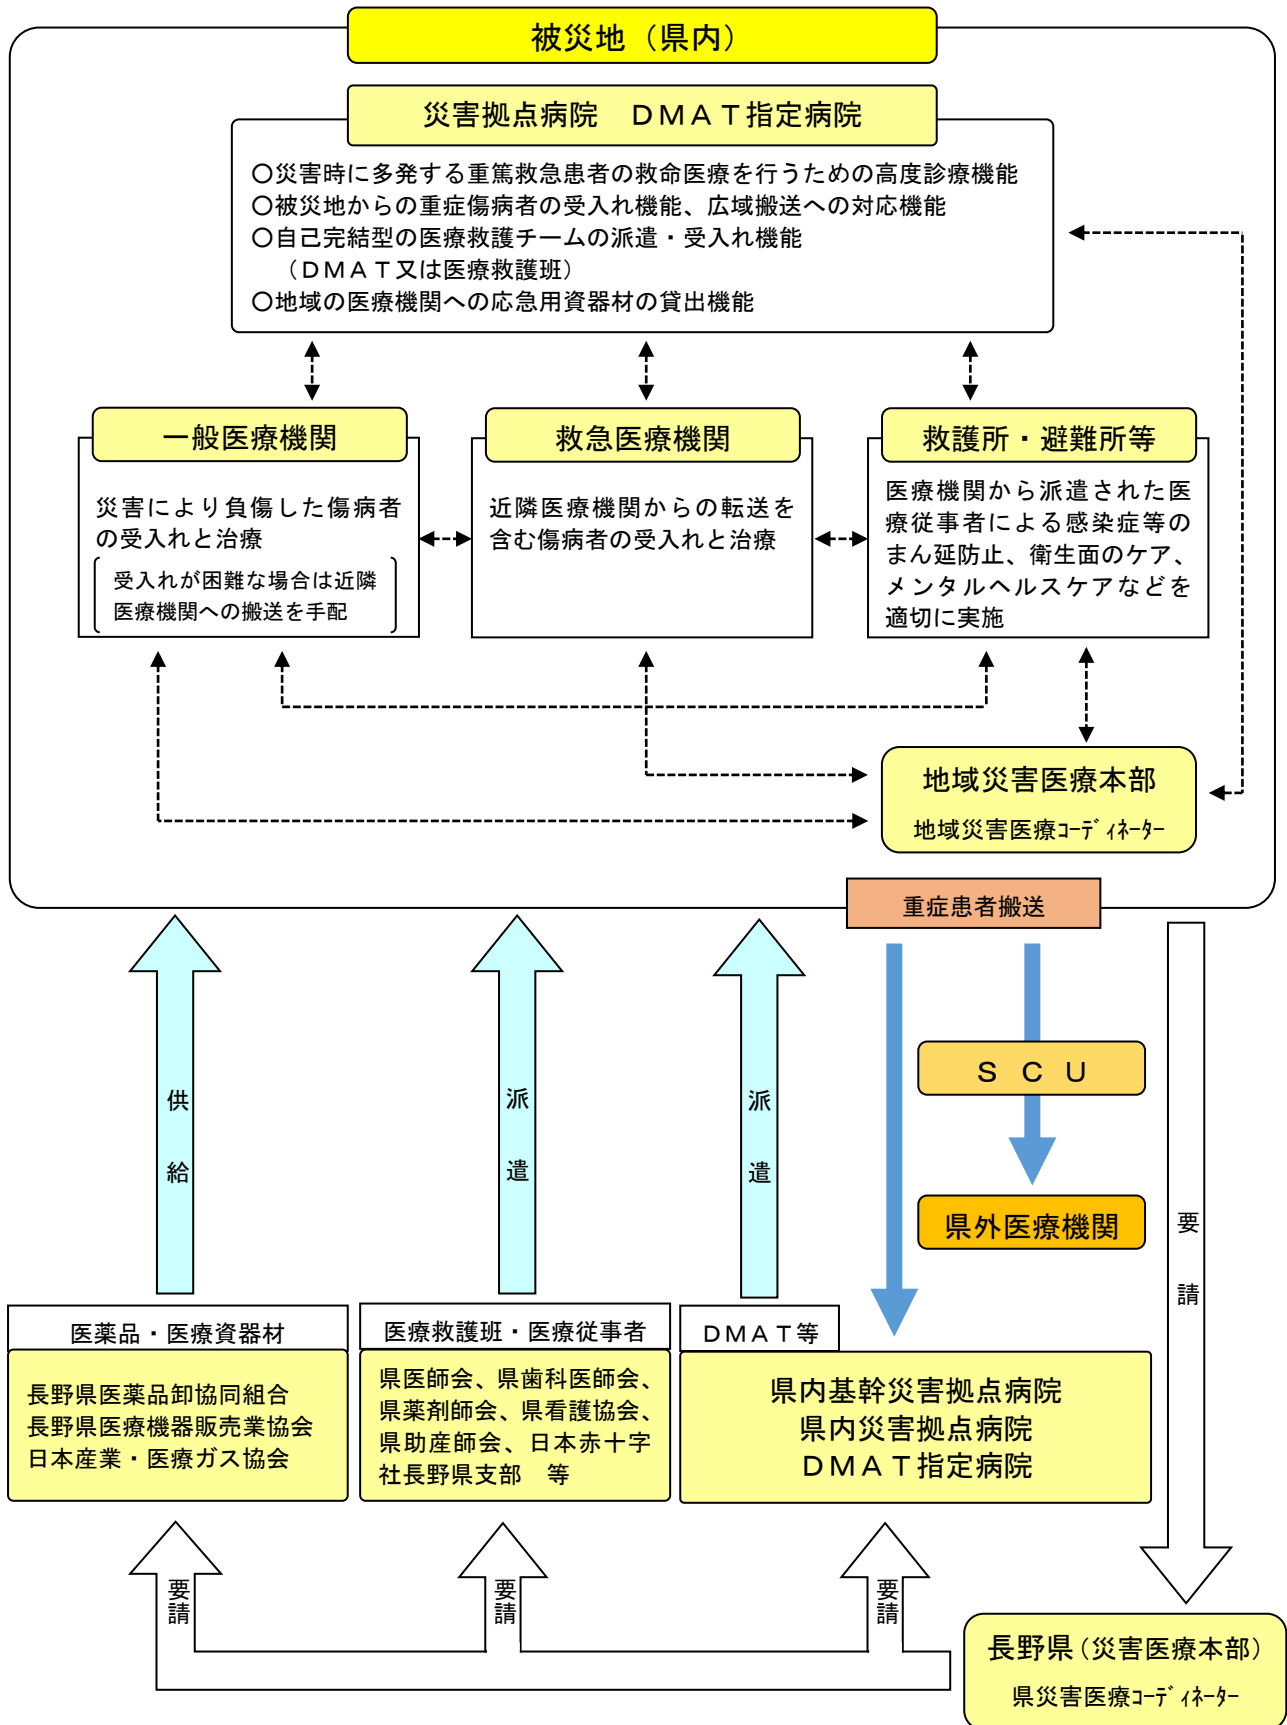 被災地（県内）
災害拠点病院　ＤＭＡＴ指定病院
○災害時に多発する重篤救急患者の救命医療を行うための高度診療機能
○被災地からの重症傷病者の受入れ機能、広域搬送への対応機能
○自己完結型の医療救護チームの派遣・受入れ機能
（ＤＭＡＴ又は医療救護班）
○地域の医療機関への応急用資器材の貸出機能
一般医療機関
災害により負傷した傷病者
の受入れと治療
受入れが困難な場合は近隣
医療機関への搬送を手配
救急医療機関
近隣医療機関からの転送を
含む傷病者の受入れと治療
救護所・避難所等
医療機関から派遣された医
療従事者による感染症等の
まん延防止、衛生面のケア、
メンタルヘルスケアなどを
適切に実施
地域災害医療本部
地域災害医療ｺｰﾃﾞｨﾈｰﾀｰ
重症患者搬送
供給
派遣
派遣
ＳＣＵ
県外医療機関
要請
医薬品・医療資器材
長野県医薬品卸協同組合
長野県医療機器販売業協会
日本産業・医療ガス協会
医療救護班・医療従事者
県医師会、県歯科医師会、
県薬剤師会、県看護協会、
県助産師会、日本赤十字
社長野県支部　等
ＤＭＡＴ等
県内基幹災害拠点病院
県内災害拠点病院
ＤＭＡＴ指定病院
要請
要請
要請
長野県（災害医療本部）
県災害医療ｺｰﾃﾞｨﾈｰﾀｰ